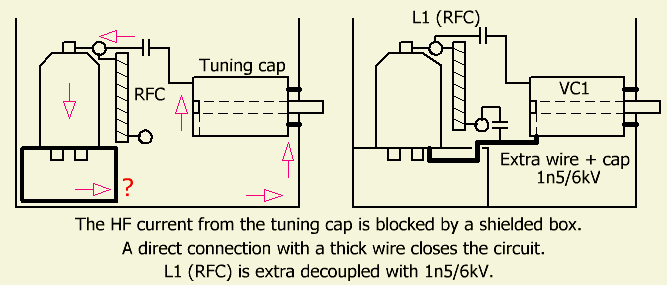 L1 (RFC)
Tuning cap
RFC
VC1
?
Extra wire + cap
1n5/6kV
The HF current from the tuning cap is blocked by a shielded box.
A direct connection with a thick wire closes the circuit.
L1 (RFC) is extra decoupled with 1n5/6kV.